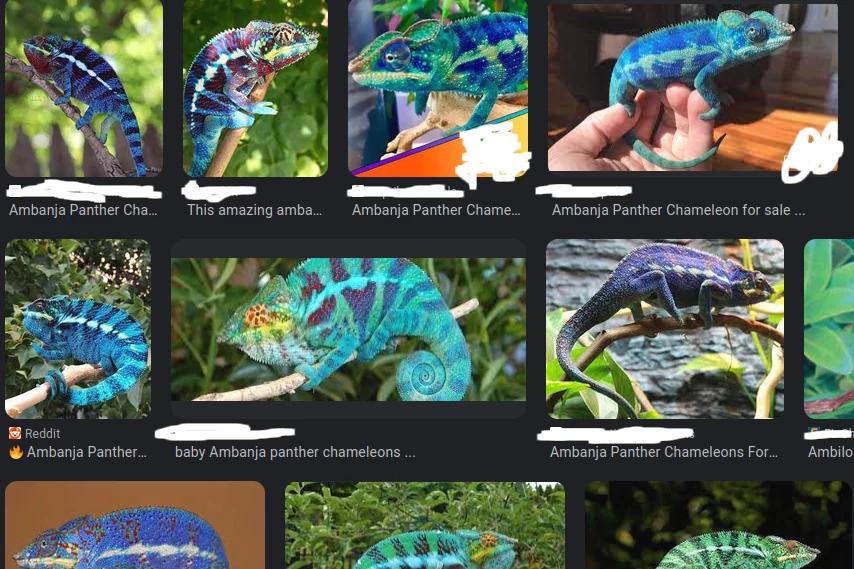 Ambanja Panther Cha...
This amazing amba...
Ambanja Panther Chame...
Ambanja Panther Chameleon for sale ...
Reddit
🔥 Ambanja Panther...
baby Ambanja panther chameleons ...
Ambanja Panther Chameleons For...
Ambilo